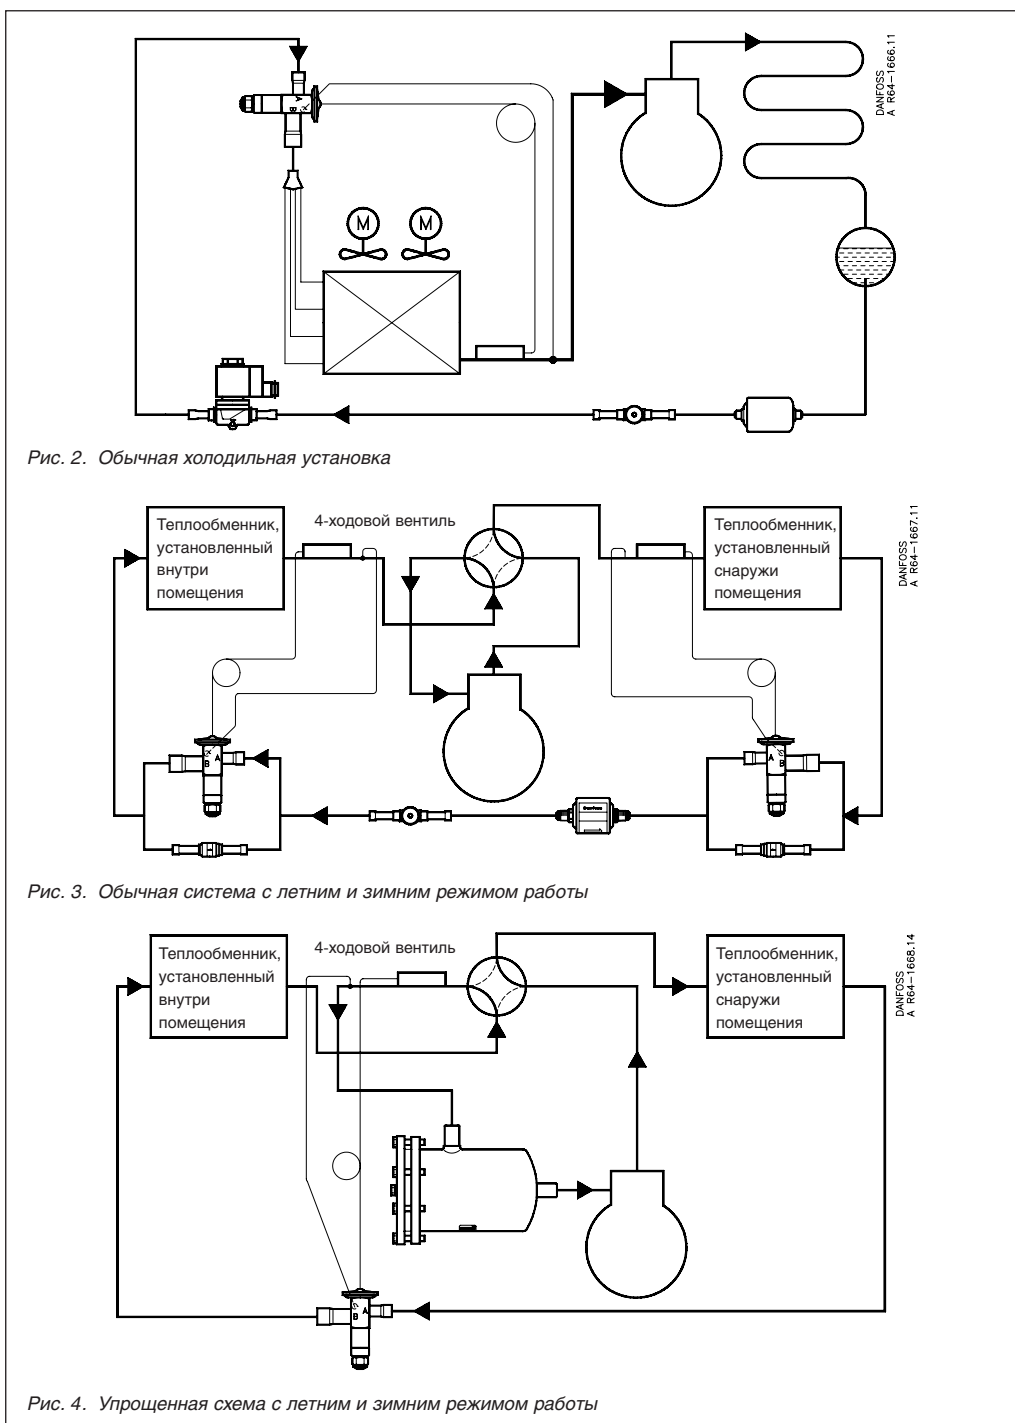 DANFOSS
A R64-1666.11
A
B
M
M
Рис. 2. Обычная холодильная установка
Теплообменник,
установленный
внутри
помещения
4-ходовой вентиль
Теплообменник,
установленный
снаружи
помещения
DANFOSS
A R64-1667.11
B
A
A
B
Danfoss
Рис. 3. Обычная система с летним и зимним режимом работы
Теплообменник,
установленный
внутри
помещения
4-ходовой вентиль
Теплообменник,
установленный
снаружи
помещения
DANFOSS
A R64-1668.14
B
A
Рис. 4. Упрощенная схема с летним и зимним режимом работы